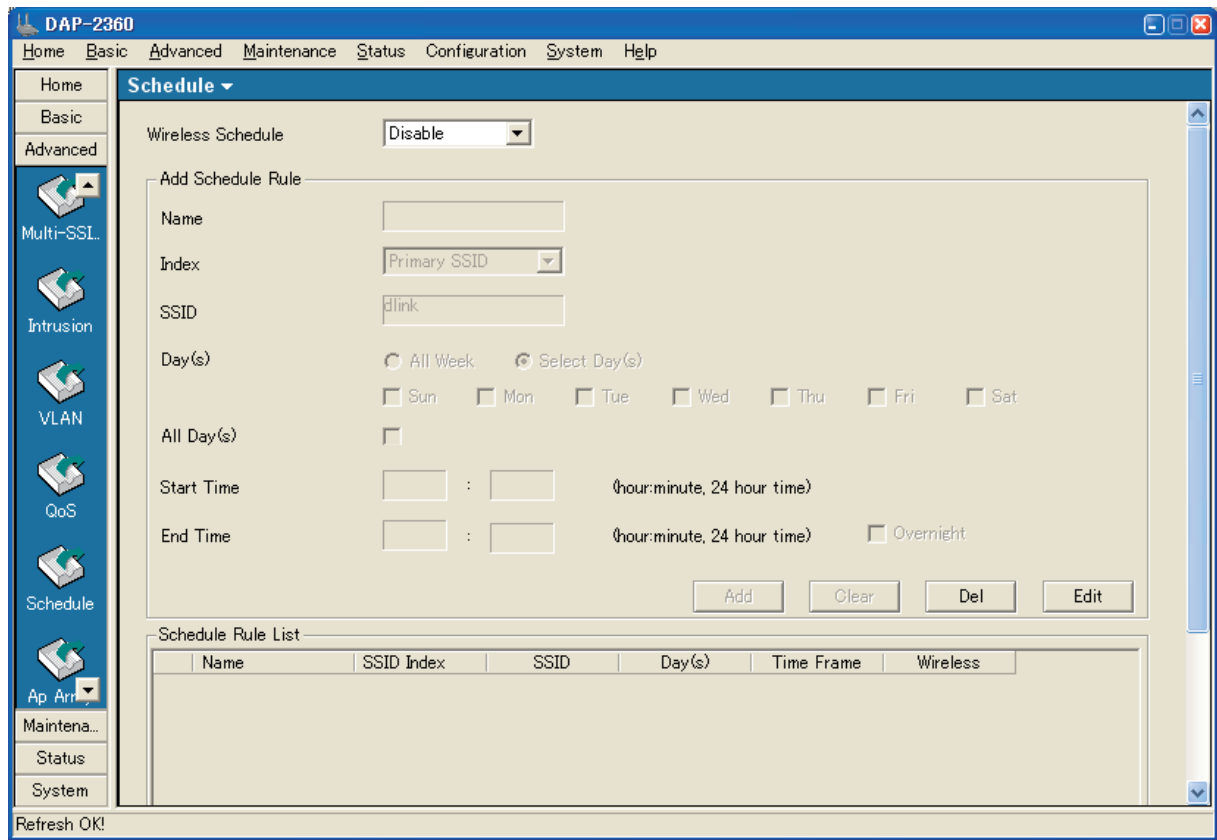 DAP-2360
Home Basic Advanced Maintenance Status Configuration System Help
Home
Basic
Advanced
Multi-SSI..
Intrusion
VLAN
QoS
Schedule
Ap Arr
Maintena...
Status
System
Schedule
Wireless Schedule Disable
Add Schedule Rule
Name
Index Primary SSID
SSID dlink
Day(s) All Week Select Day(s)
Sun Mon Tue Wed Thu Fri Sat
All Day(s)
Start Time : (hour:minute, 24 hour time)
End Time : (hour:minute, 24 hour time) Overnight
Add Clear Del Edit
Schedule Rule List
Name SSID Index SSID Day(s) Time Frame Wireless
Refresh OK!